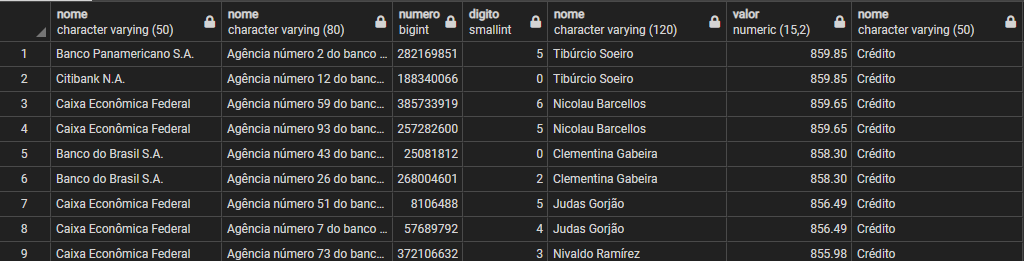 nome nome numero digito nome valor nome
character varying (50) character varying (80) bigint smallint character varying (120) numeric (15,2) character varying (50)
1 Banco Panamericano S.A. Agência número 2 do banco ... 282169851 5 Tibúrcio Soeiro 859.85 Crédito
2 Citibank N.A. Agência número 12 do banc... 188340066 0 Tibúrcio Soeiro 859.85 Crédito
3 Caixa Econômica Federal Agência número 59 do banc... 385733919 6 Nicolau Barcellos 859.65 Crédito
4 Caixa Econômica Federal Agência número 93 do banc... 257282600 5 Nicolau Barcellos 859.65 Crédito
5 Banco do Brasil S.A. Agência número 43 do banc... 25081812 0 Clementina Gabeira 858.30 Crédito
6 Banco do Brasil S.A. Agência número 26 do banc... 268004601 2 Clementina Gabeira 858.30 Crédito
7 Caixa Econômica Federal Agência número 51 do banc... 8106488 5 Judas Gorjão 856.49 Crédito
8 Caixa Econômica Federal Agência número 7 do banco ... 57689792 4 Judas Gorjão 856.49 Crédito
9 Caixa Econômica Federal Agência número 73 do banc... 372106632 3 Nivaldo Ramírez 855.98 Crédito